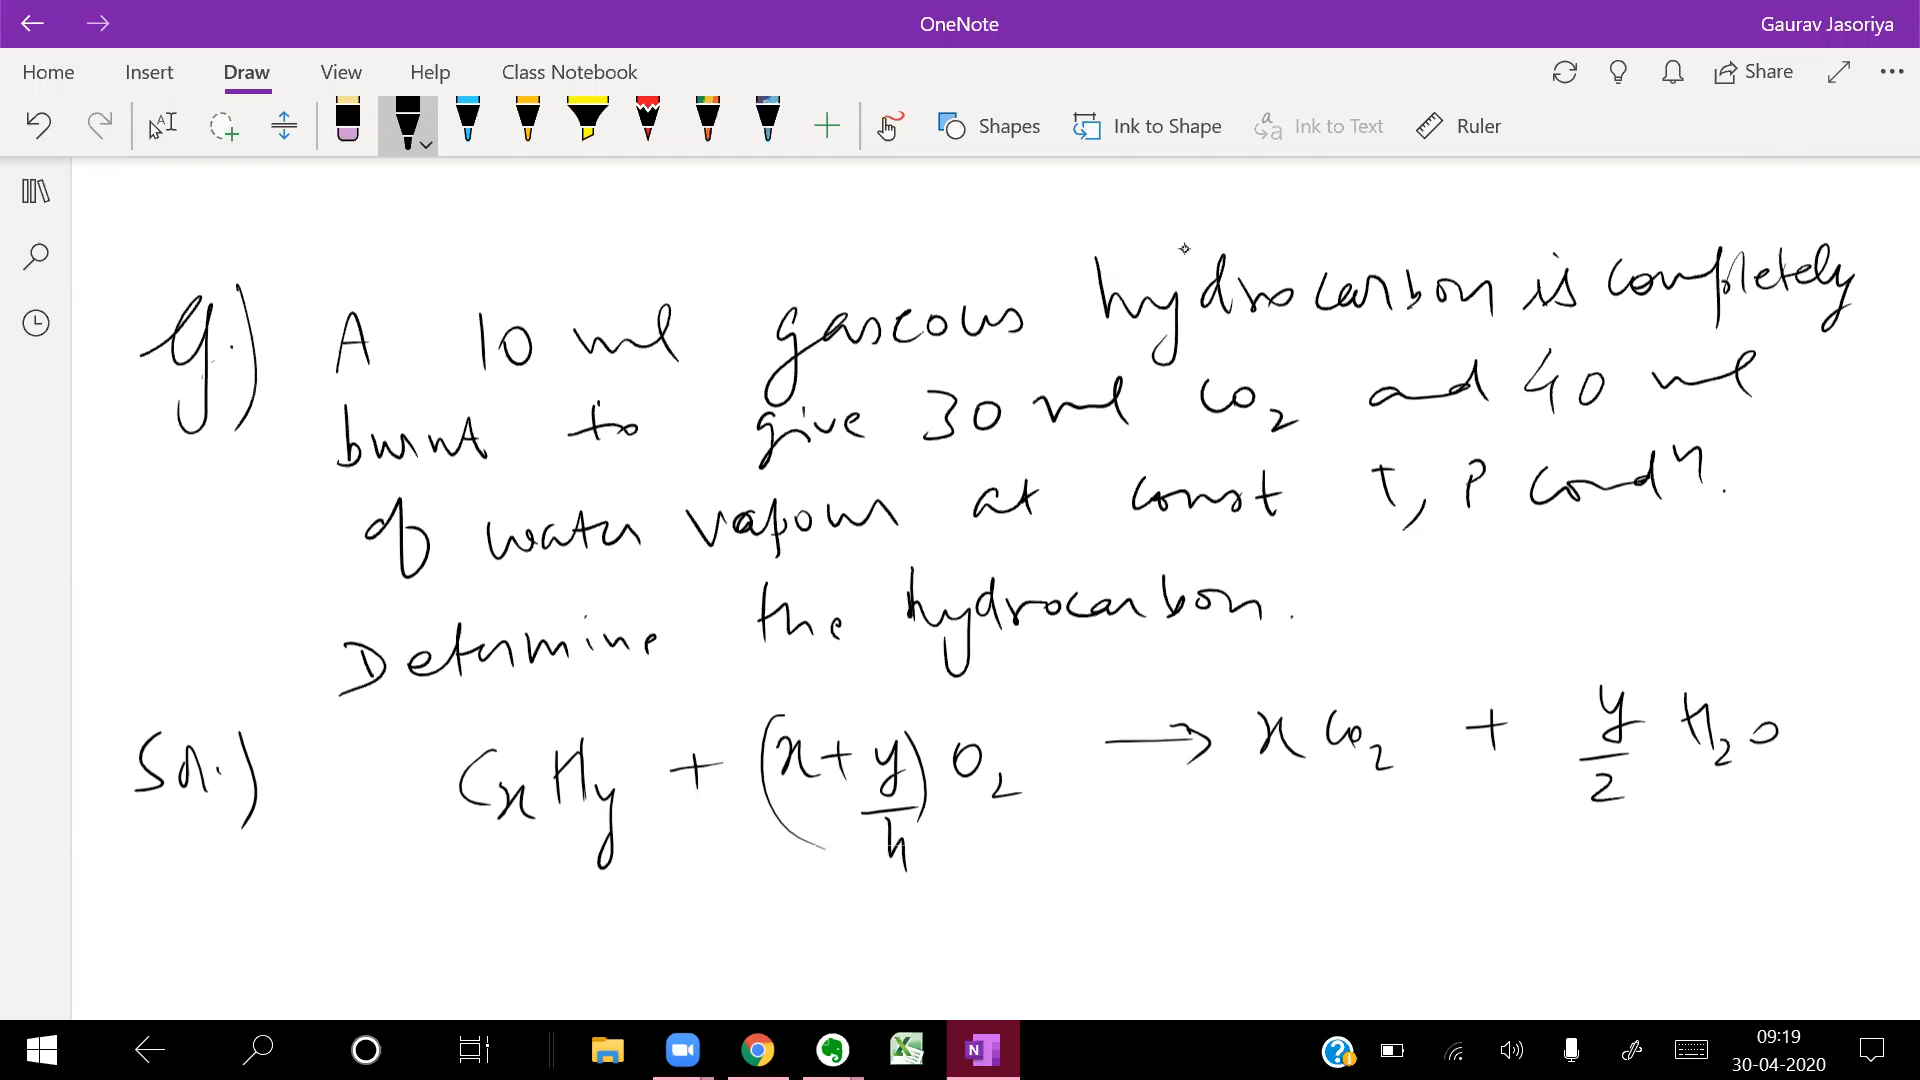 OneNote
Gaurav Jasoriya
Home Insert Draw View Help Class Notebook
Share
Shapes Ink to Shape Ink to Text Ruler
A 10 ml gaseous hydrocarbon is completely
burnt to give 30 ml CO2 and 40 ml
of water vapour at const T, P condn.
Determine the hydrocarbon.
Sol.) CxHy + (x+y/4) O2 → x CO2 + y/2 H2O
09:19
30-04-2020